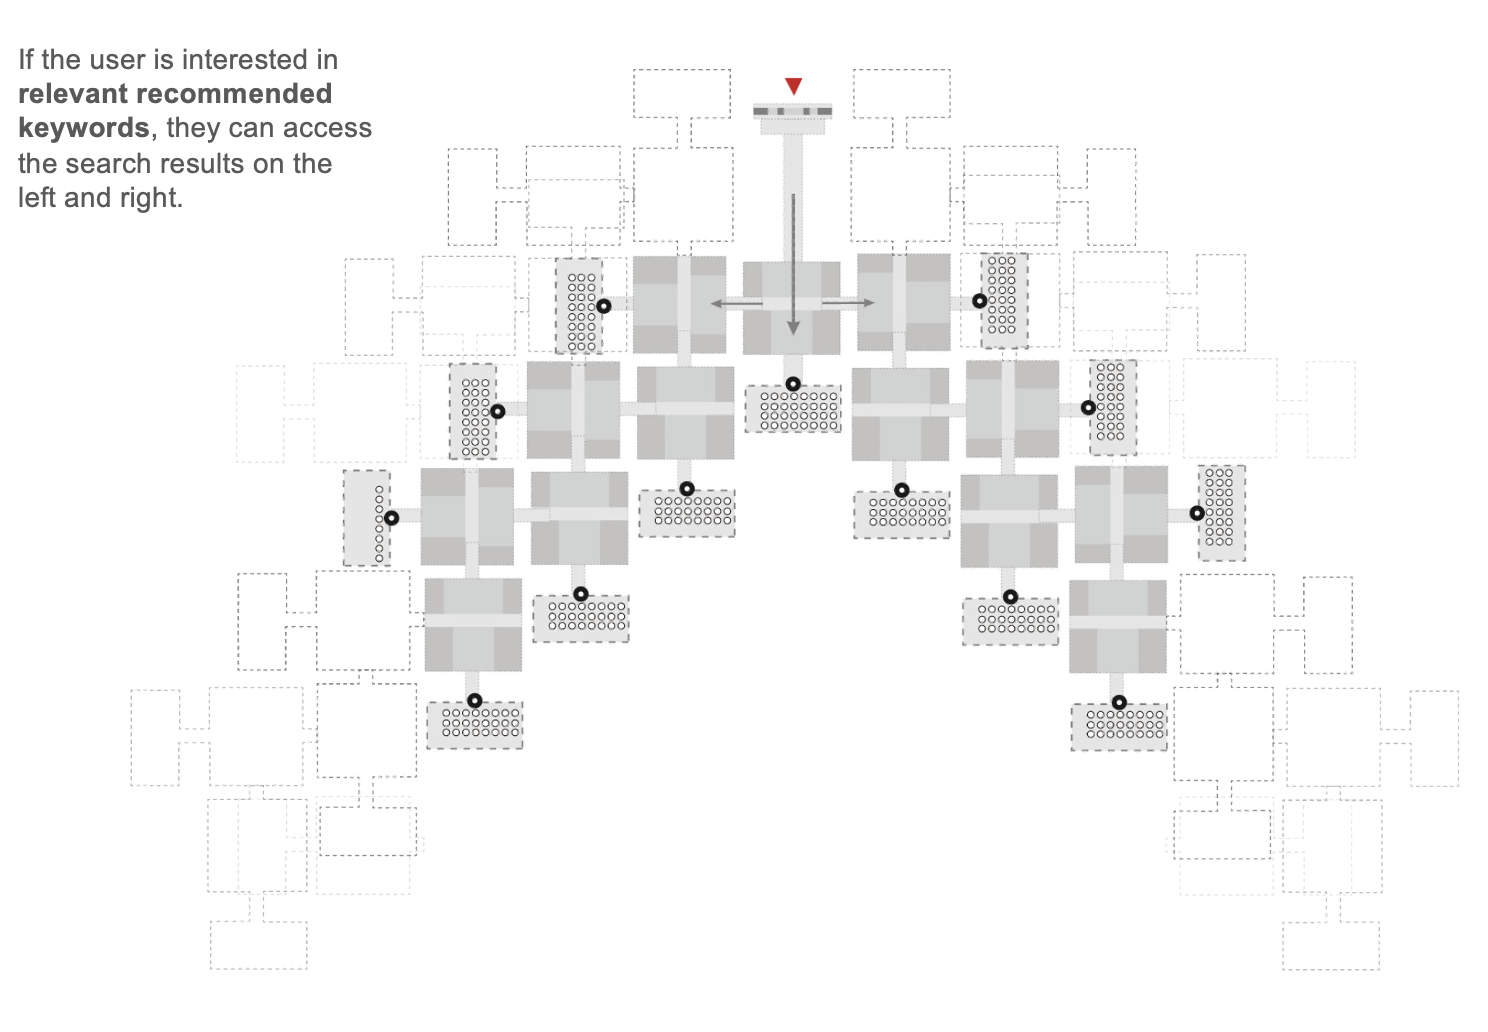 If the user is interested in
relevant recommended
keywords, they can access
the search results on the
left and right.